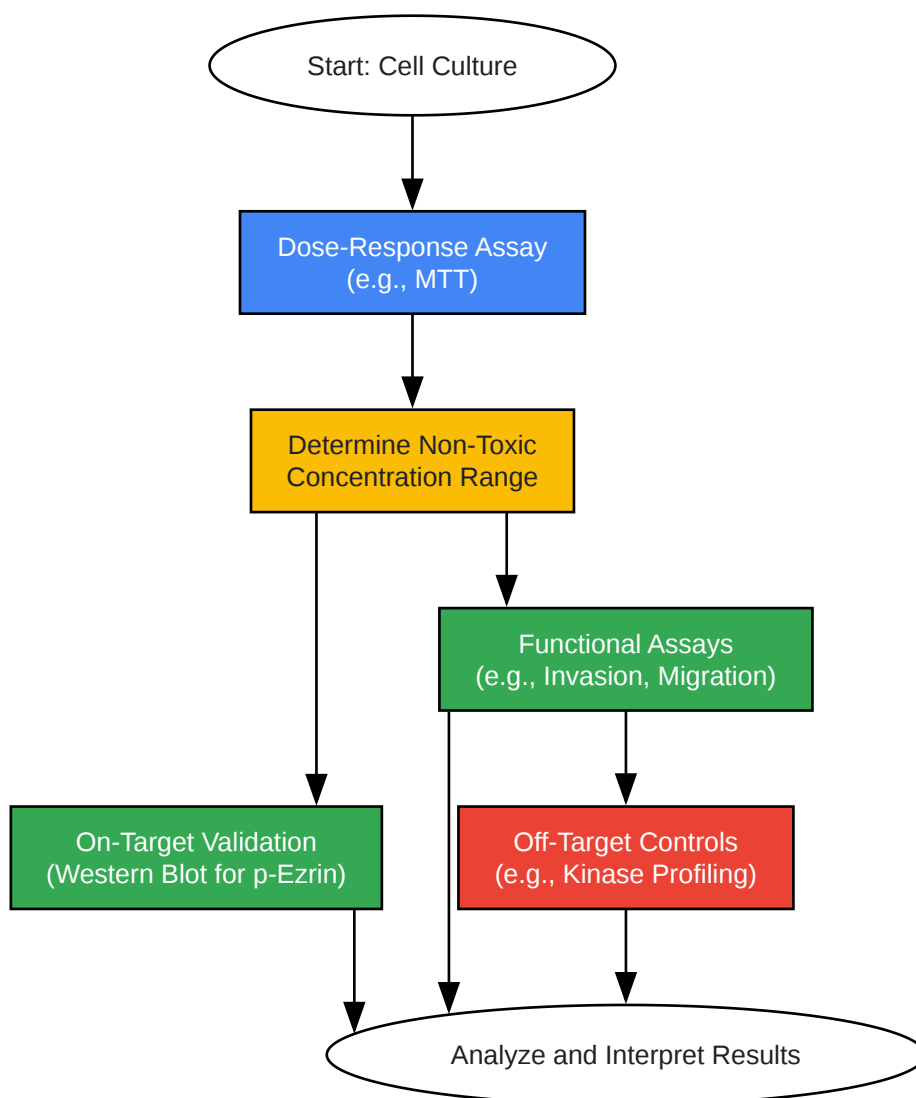 Start: Cell Culture
Dose-Response Assay
(e.g., MTT)
Determine Non-Toxic
Concentration Range
Functional Assays
(e.g., Invasion, Migration)
On-Target Validation
(Western Blot for p-Ezrin)
Off-Target Controls
(e.g., Kinase Profiling)
Analyze and Interpret Results